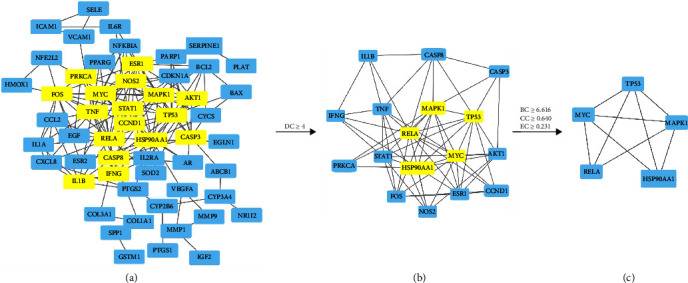 SELE
ICAM1
IL6R
VCAM1
NFKBIA
SERPINE1
NFE2L2
PPARG
ESR1
PARP1
BCL2
PLAT
PRKCA
NOS2
CDKN1A
HMOX1
FOS
MYC
MAPK1
AKT1
BAX
TNF
STAT1
TP53
CYCS
CCL2
CCND1
EGF
RELA
HSP90AA1
CASP3
EGLN1
IL1A
CXCL8
ESR2
CASP8
IL2RA
AR
ABCB1
IL1B
IFNG
SOD2
PTGS2
VEGFA
CYP3A4
COL3A1
CYP2B6
MMP9
NR1I2
COL1A1
SPP1
MMP1
GSTM1
PTGS1
IGF2
(a)
DC ≥ 4
IL1B
CASP8
CASP3
IFNG
TNF
MAPK1
TP53
RELA
STAT1
MYC
AKT1
PRKCA
HSP90AA1
FOS
ESR1
CCND1
NOS2
(b)
BC ≥ 6.616
CC ≥ 0.640
EC ≥ 0.231
TP53
MYC
MAPK1
RELA
HSP90AA1
(c)